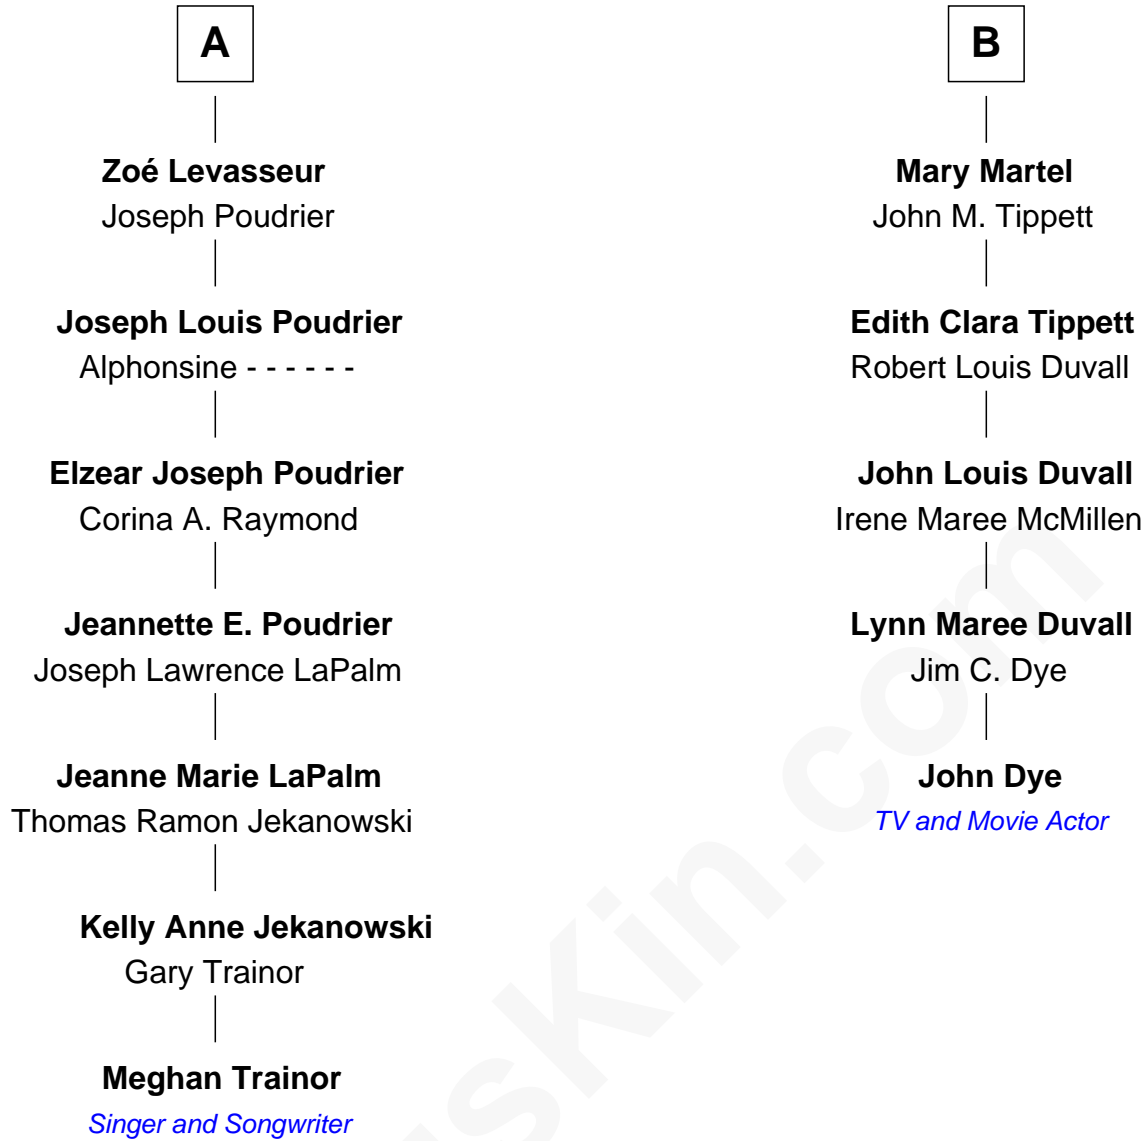 A
Zoé Levasseur
Joseph Poudrier
Joseph Louis Poudrier
Alphonsine - - - - - -
Elzear Joseph Poudrier
Corina A. Raymond
Jeannette E. Poudrier
Joseph Lawrence LaPalm
Jeanne Marie LaPalm
Thomas Ramon Jekanowski
Kelly Anne Jekanowski
Gary Trainor
Meghan Trainor
Singer and Songwriter
B
Mary Martel
John M. Tippett
Edith Clara Tippett
Robert Louis Duvall
John Louis Duvall
Irene Maree McMillen
Lynn Maree Duvall
Jim C. Dye
John Dye
TV and Movie Actor
usKin.com